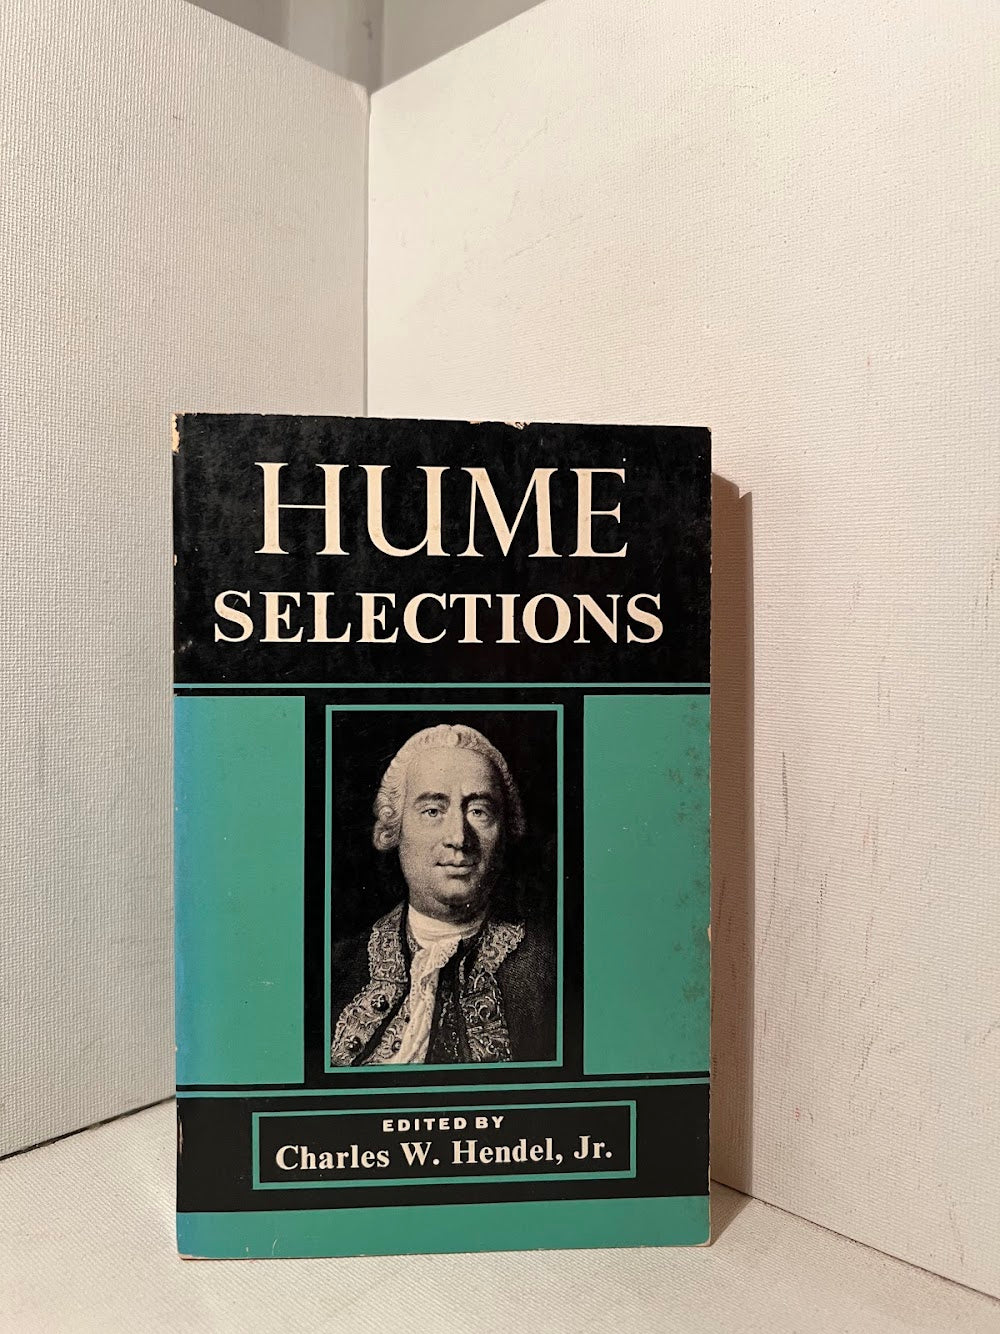 HUME
SELECTIONS
EDITED BY
Charles W. Hendel, Jr.